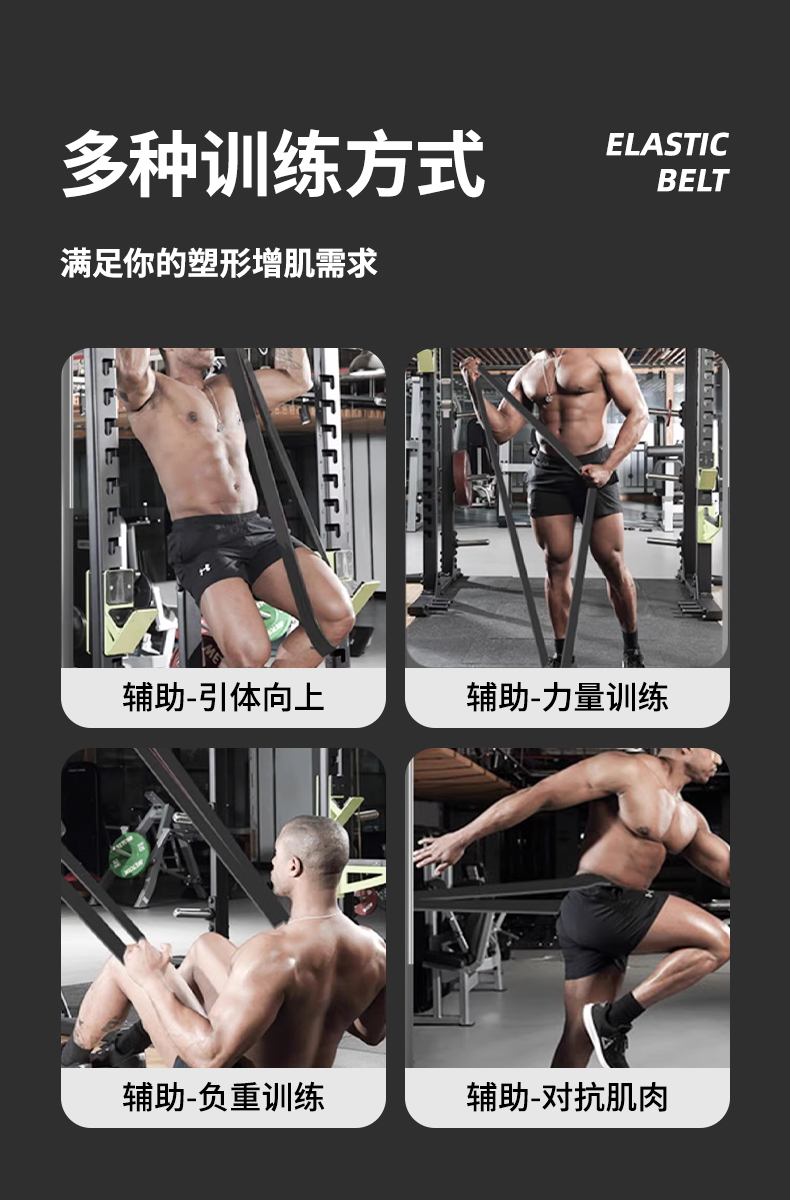 多种训练方式
ELASTIC
BELT
满足你的塑形增肌需求
辅助-引体向上
辅助-力量训练
辅助-负重训练
辅助-对抗肌肉